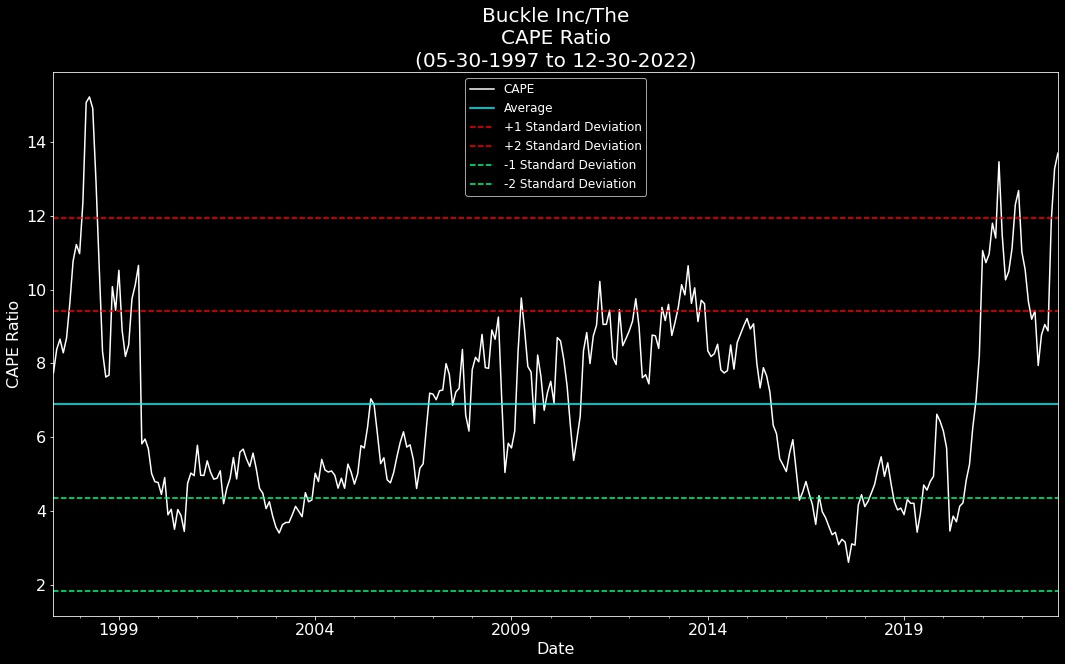 Buckle Inc/The
CAPE Ratio
(05-30-1997 to 12-30-2022)
CAPE
Average
+1 Standard Deviation
+2 Standard Deviation
-1 Standard Deviation
-2 Standard Deviation
CAPE Ratio
14
12
10
8
6
4
2
1999 2004 2009 2014 2019
Date